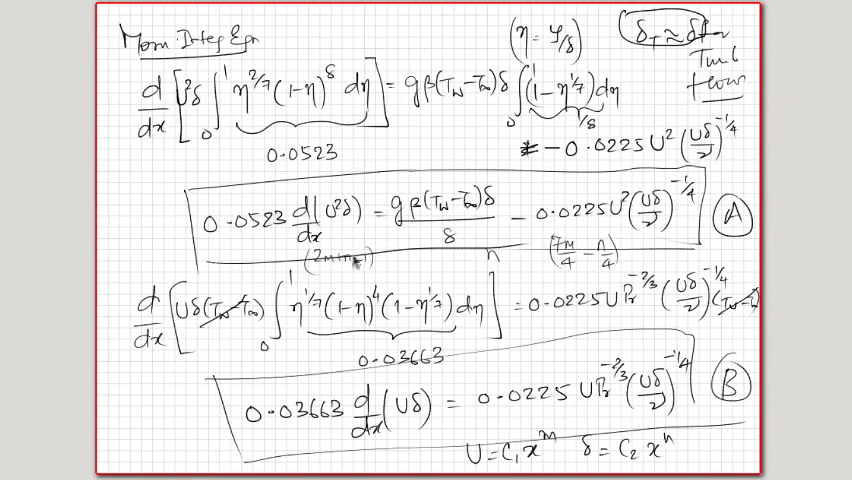 Mom. Integ Eqn (η = y/δ) δ_T ≈ δ for Turb flow
d/dx [U²δ ∫₀¹ η^{2/7} (1-η)^8 dη] = gβ(T_w-T_∞)δ ∫₀¹ (1-η^{1/7}) dη
0.0523 1/8
- 0.0225 U² (Uδ/ν)^{-1/4}
0.0523 d/dx (U²δ) = gβ(T_w-T_∞)δ / 8 - 0.0225 U² (Uδ/ν)^{-1/4} (A)
(2m+n-1) n (7m/4 - n/4)
d/dx [Uδ(T_w-T_∞) ∫₀¹ η^{1/7} (1-η)^4 (1-η^{1/7}) dη] = 0.0225 U Pr^{-2/3} (Uδ/ν)^{-1/4} (T_w-
0.03663
0.03663 d/dx (Uδ) = 0.0225 U Pr^{-2/3} (Uδ/ν)^{-1/4} (B)
U = C₁x^m δ = C₂x^n